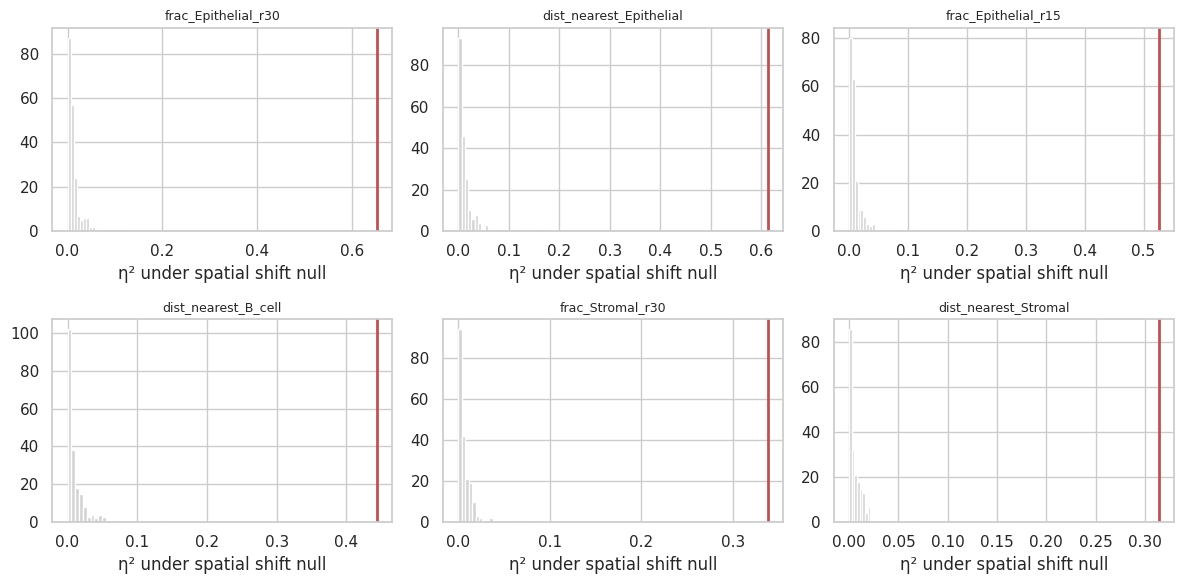 frac_Epithelial_r30
80
60
40
20
0
0.0 0.2 0.4 0.6
η² under spatial shift null
dist_nearest_Epithelial
80
60
40
20
0
0.0 0.1 0.2 0.3 0.4 0.5 0.6
η² under spatial shift null
frac_Epithelial_r15
80
60
40
20
0
0.0 0.1 0.2 0.3 0.4 0.5
η² under spatial shift null
dist_nearest_B_cell
100
80
60
40
20
0
0.0 0.1 0.2 0.3 0.4
η² under spatial shift null
frac_Stromal_r30
80
60
40
20
0
0.0 0.1 0.2 0.3
η² under spatial shift null
dist_nearest_Stromal
80
60
40
20
0
0.00 0.05 0.10 0.15 0.20 0.25 0.30
η² under spatial shift null